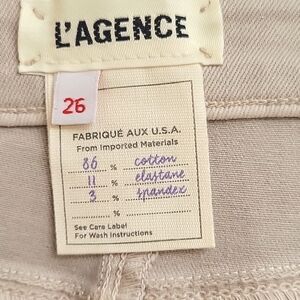 L'AGENCE
26
FABRIQUÉ AUX U.S.A.
From Imported Materials
86 % cotton
11 % elastane
3 % spandex
%
See Care Label
For Wash Instructions